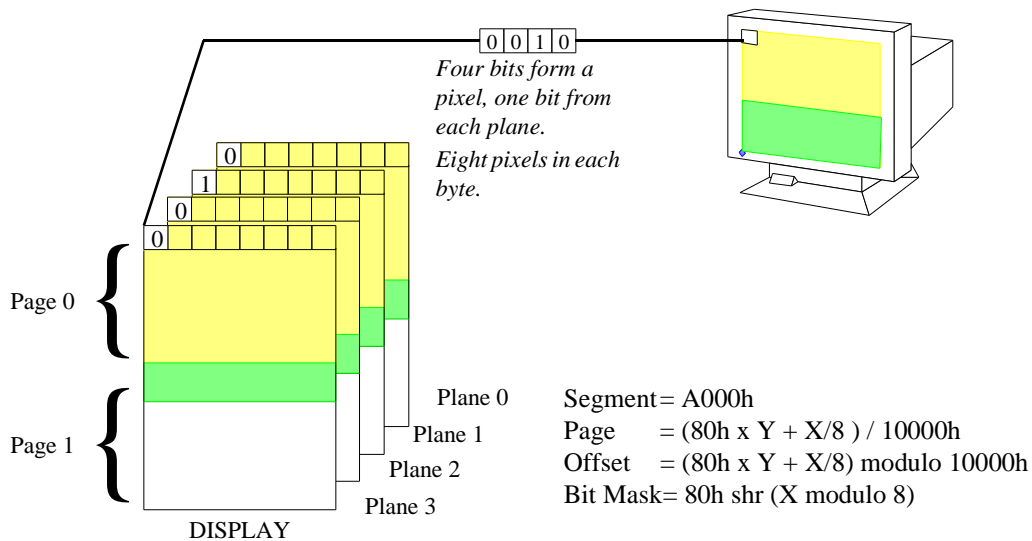 0 0 1 0
Four bits form a
pixel, one bit from
each plane.
Eight pixels in each
byte.
0
1
0
0
Page 0
Page 1
Plane 0
Plane 1
Plane 2
Plane 3
DISPLAY
Segment = A000h
Page = (80h x Y + X/8 ) / 10000h
Offset = (80h x Y + X/8) modulo 10000h
Bit Mask = 80h shr (X modulo 8)